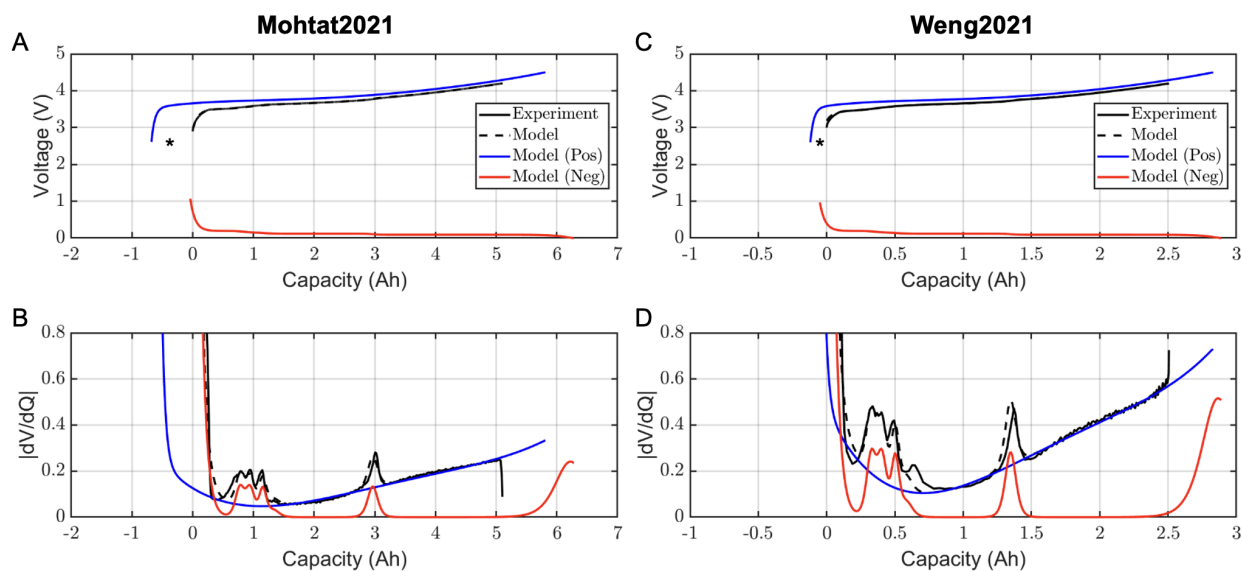 Mohtat2021
A
5
4
3
2
1
0
Voltage (V)
*
Experiment
Model
Model (Pos)
Model (Neg)
-2 -1 0 1 2 3 4 5 6 7
Capacity (Ah)
Weng2021
C
5
4
3
2
1
0
Voltage (V)
*
Experiment
Model
Model (Pos)
Model (Neg)
-1 -0.5 0 0.5 1 1.5 2 2.5 3
Capacity (Ah)
B
0.8
0.6
0.4
0.2
0
|dV/dQ|
-2 -1 0 1 2 3 4 5 6 7
Capacity (Ah)
D
0.8
0.6
0.4
0.2
0
|dV/dQ|
-1 -0.5 0 0.5 1 1.5 2 2.5 3
Capacity (Ah)